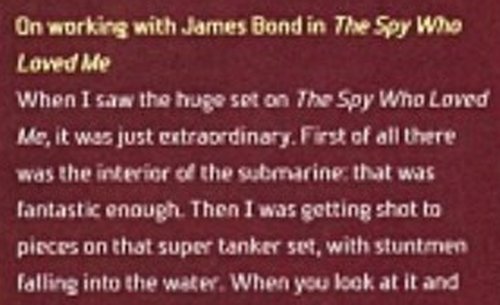 On working with James Bond in The Spy Who
Loved Me
When I saw the huge set on The Spy Who Loved
Me, it was just extraordinary. First of all there
was the interior of the submarine: that was
fantastic enough. Then I was getting shot to
pieces on that super tanker set, with stuntmen
falling into the water. When you look at it and